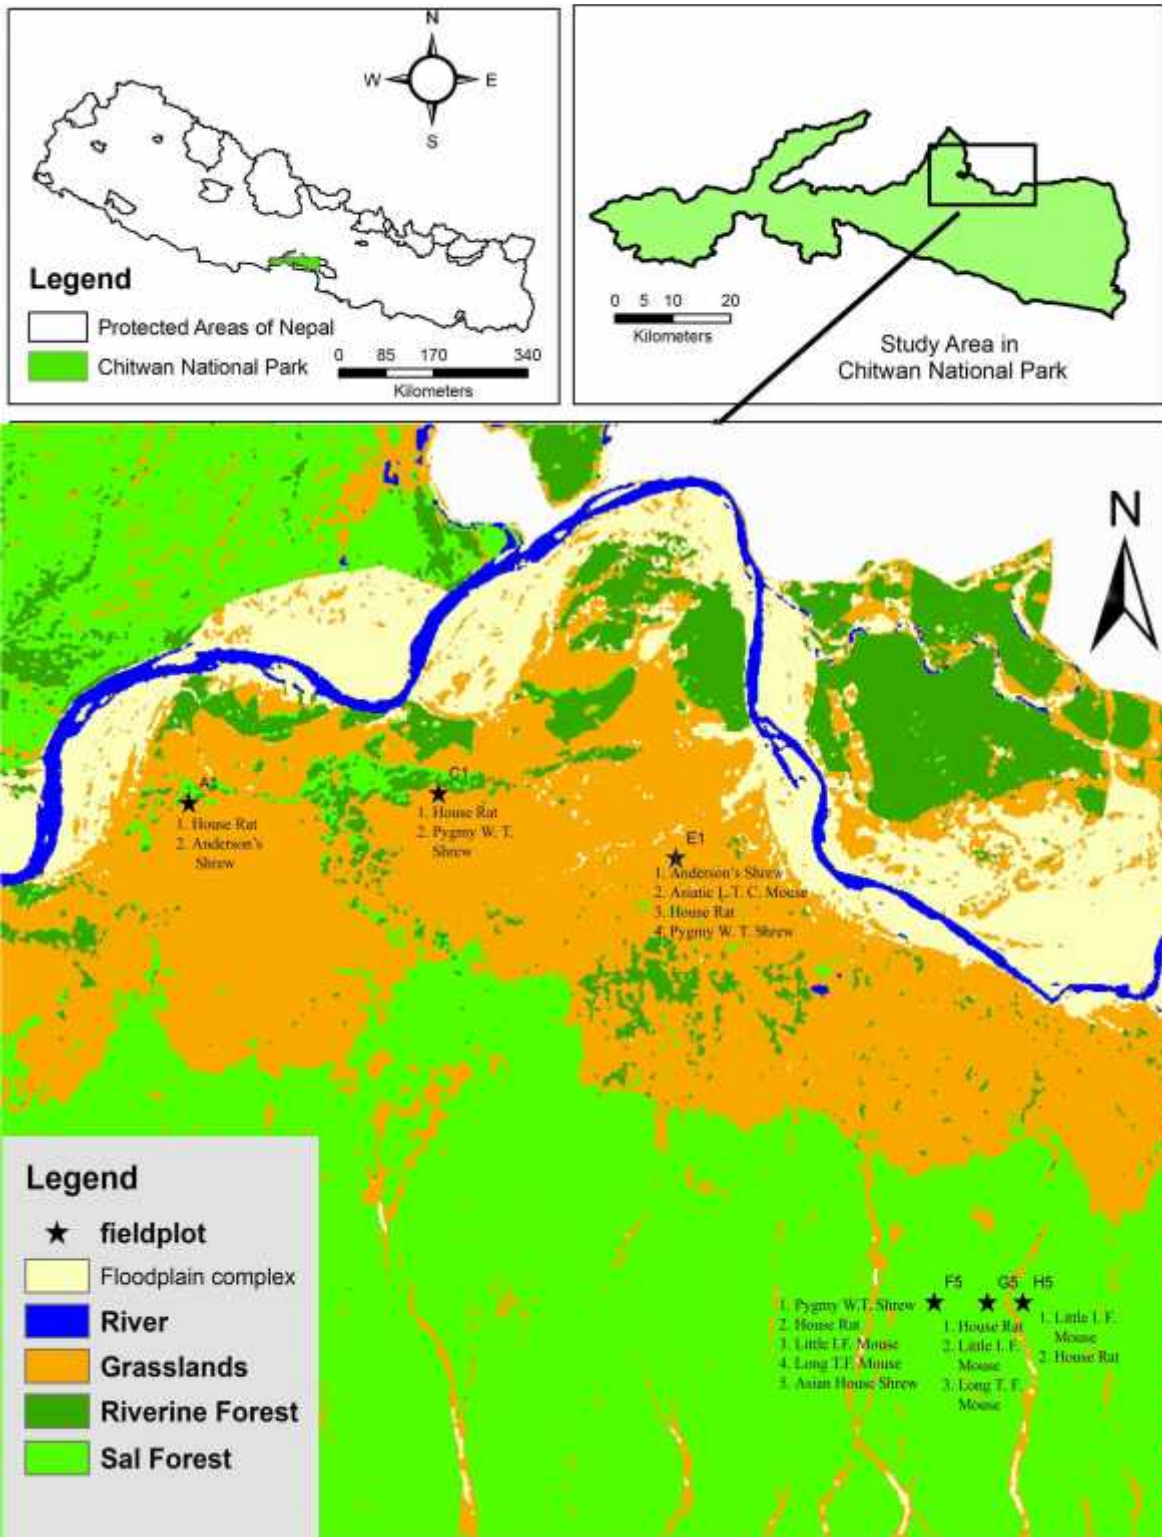 N
W E
S
Legend
Protected Areas of Nepal
Chitwan National Park
0 85 170 340
Kilometers
0 5 10 20
Kilometers
Study Area in
Chitwan National Park
N
A1
1. House Rat
2. Anderson's
Shrew
C1
1. House Rat
2. Pygmy W. T.
Shrew
E1
1. Anderson's Shrew
2. Asiatic L.T. C. Mouse
3. House Rat
4. Pygmy W. T. Shrew
F5 G5 H5
1. Pygmy W.T. Shrew
2. House Rat
3. Little I.F. Mouse
4. Long T.F. Mouse
5. Asian House Shrew
1. House Rat
2. Little I. F.
Mouse
3. Long T. F.
Mouse
1. Little I. F.
Mouse
2. House Rat
Legend
fieldplot
Floodplain complex
River
Grasslands
Riverine Forest
Sal Forest